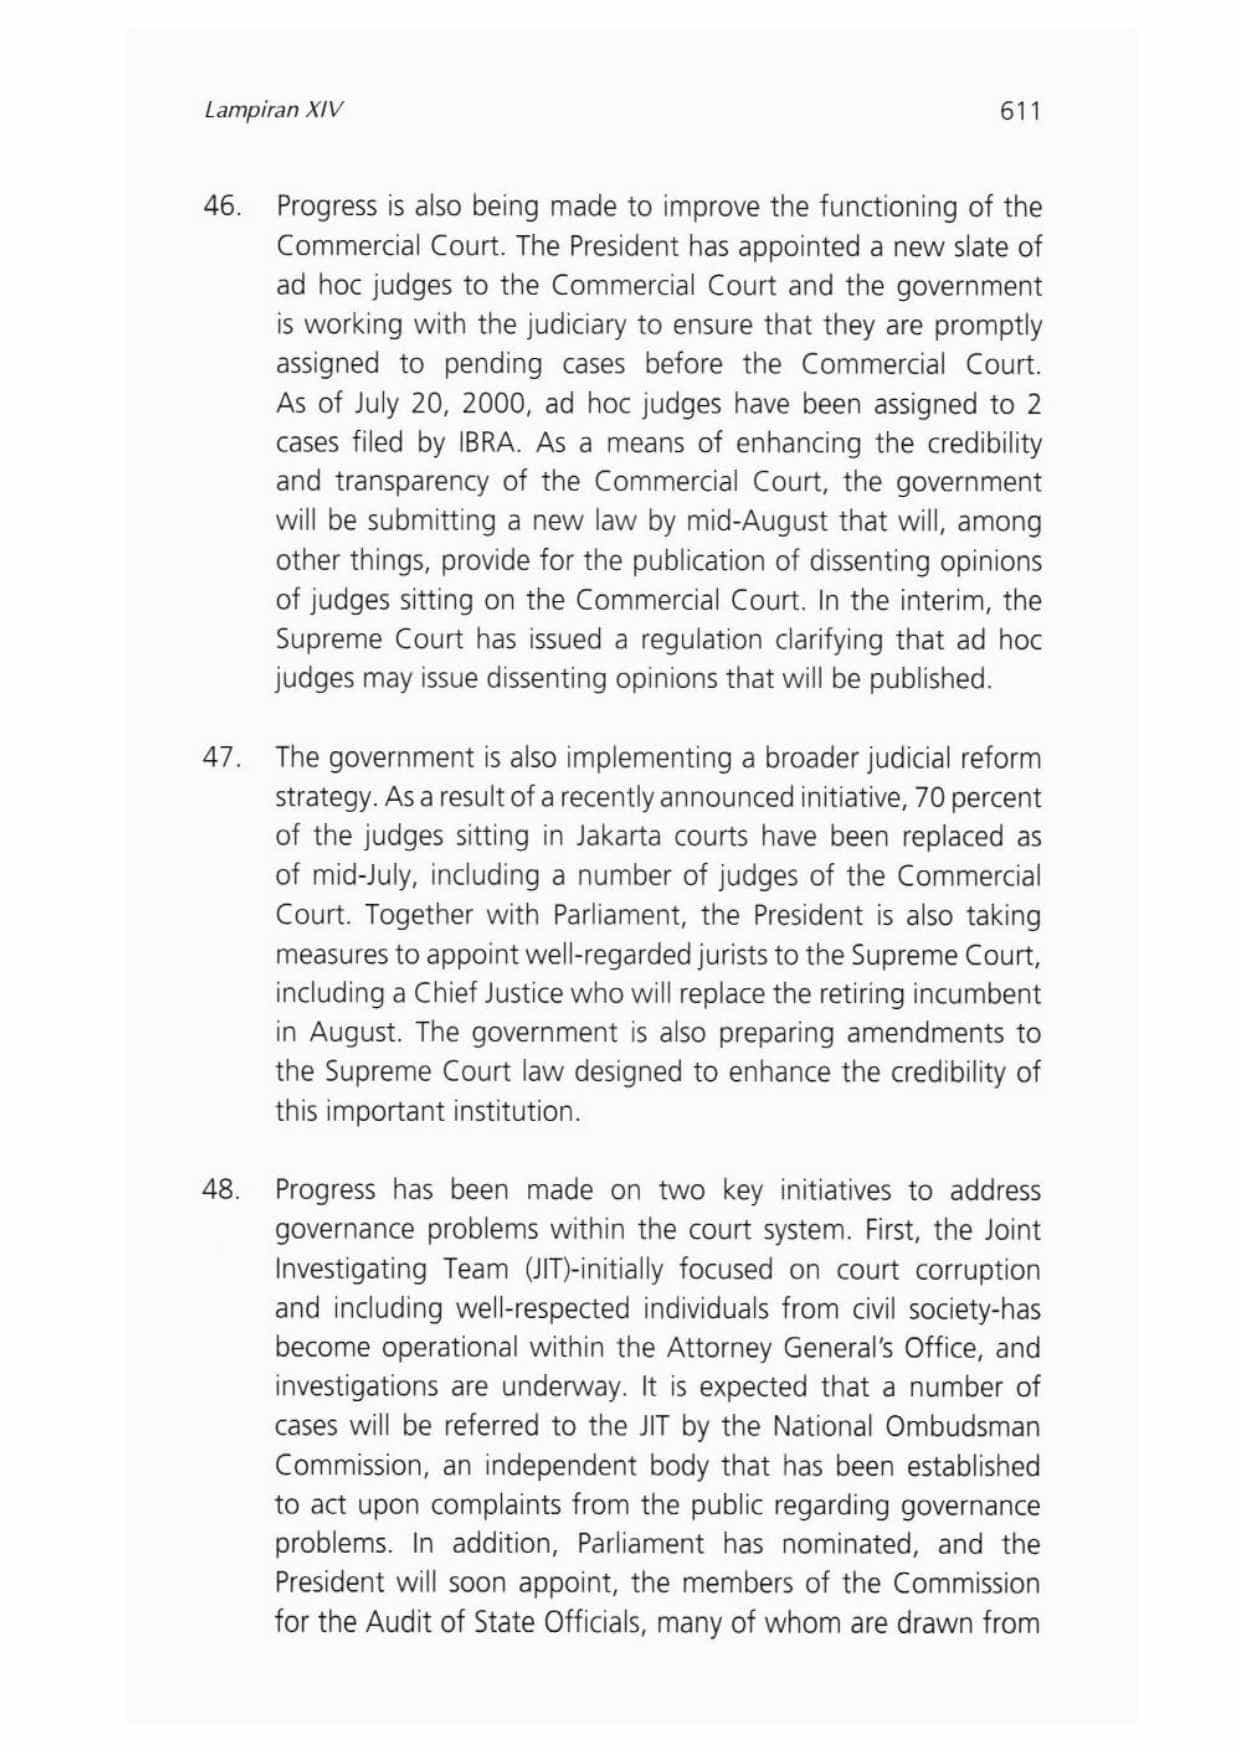 Lampiran XIV 611
46. Progress is also being made to improve the functioning of the
Commercial Court. The President has appointed a new slate of
ad hoc judges to the Commercial Court and the government
is working with the judiciary to ensure that they are promptly
assigned to pending cases before the Commercial Court.
As of July 20, 2000, ad hoc judges have been assigned to 2
cases filed by IBRA. As a means of enhancing the credibility
and transparency of the Commercial Court, the government
will be submitting a new law by mid-August that will, among
other things, provide for the publication of dissenting opinions
of judges sitting on the Commercial Court. In the interim, the
Supreme Court has issued a regulation clarifying that ad hoc
judges may issue dissenting opinions that will be published.
47. The government is also implementing a broader judicial reform
strategy. As a result of a recently announced initiative, 70 percent
of the judges sitting in Jakarta courts have been replaced as
of mid-July, including a number of judges of the Commercial
Court. Together with Parliament, the President is also taking
measures to appoint well-regarded jurists to the Supreme Court,
including a Chief Justice who will replace the retiring incumbent
in August. The government is also preparing amendments to
the Supreme Court law designed to enhance the credibility of
this important institution.
48. Progress has been made on two key initiatives to address
governance problems within the court system. First, the Joint
Investigating Team (JIT)-initially focused on court corruption
and including well-respected individuals from civil society-has
become operational within the Attorney General's Office, and
investigations are underway. It is expected that a number of
cases will be referred to the JIT by the National Ombudsman
Commission, an independent body that has been established
to act upon complaints from the public regarding governance
problems. In addition, Parliament has nominated, and the
President will soon appoint, the members of the Commission
for the Audit of State Officials, many of whom are drawn from